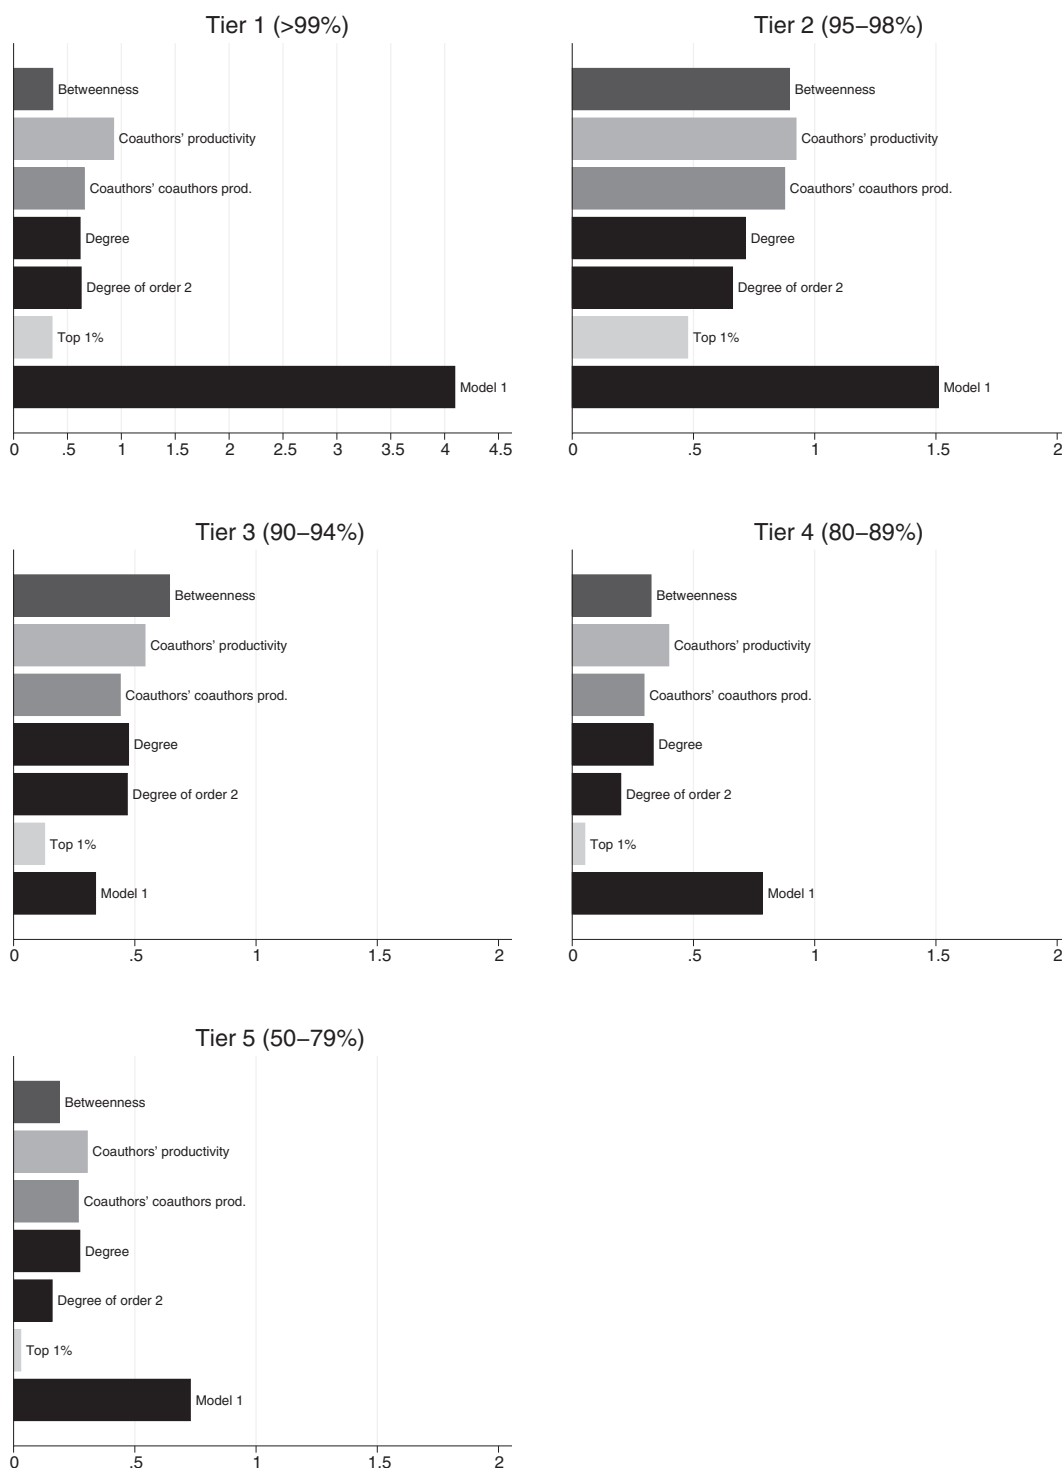 Tier 1 (>99%)
Betweenness
Coauthors’ productivity
Coauthors’ coauthors prod.
Degree
Degree of order 2
Top 1%
Model 1
0 .5 1 1.5 2 2.5 3 3.5 4 4.5
Tier 2 (95–98%)
Betweenness
Coauthors’ productivity
Coauthors’ coauthors prod.
Degree
Degree of order 2
Top 1%
Model 1
0 .5 1 1.5 2
Tier 3 (90–94%)
Betweenness
Coauthors’ productivity
Coauthors’ coauthors prod.
Degree
Degree of order 2
Top 1%
Model 1
0 .5 1 1.5 2
Tier 4 (80–89%)
Betweenness
Coauthors’ productivity
Coauthors’ coauthors prod.
Degree
Degree of order 2
Top 1%
Model 1
0 .5 1 1.5 2
Tier 5 (50–79%)
Betweenness
Coauthors’ productivity
Coauthors’ coauthors prod.
Degree
Degree of order 2
Top 1%
Model 1
0 .5 1 1.5 2